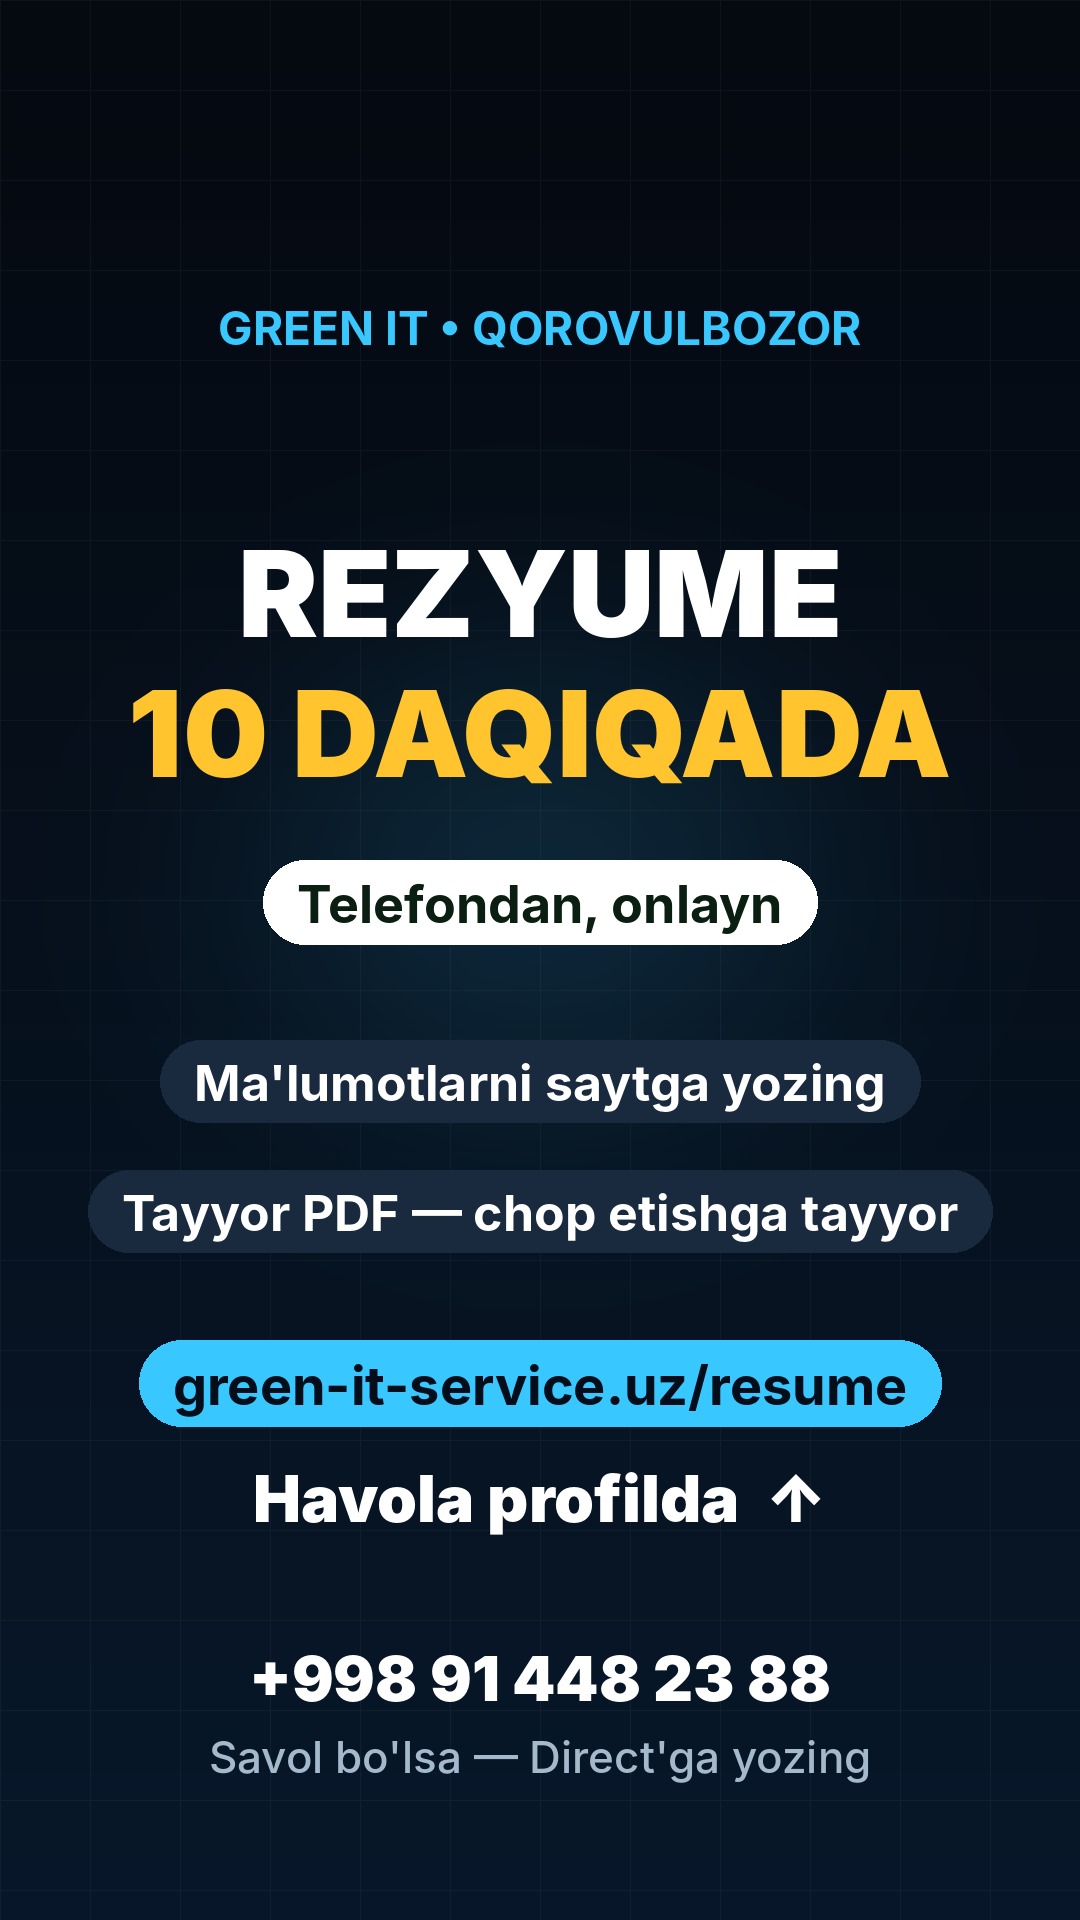 GREEN IT • QOROVULBOZOR
REZYUME
10 DAQIQADA
Telefondan, onlayn
Ma'lumotlarni saytga yozing
Tayyor PDF — chop etishga tayyor
green-it-service.uz/resume
Havola profilda ↑
+998 91 448 23 88
Savol bo'lsa — Direct'ga yozing